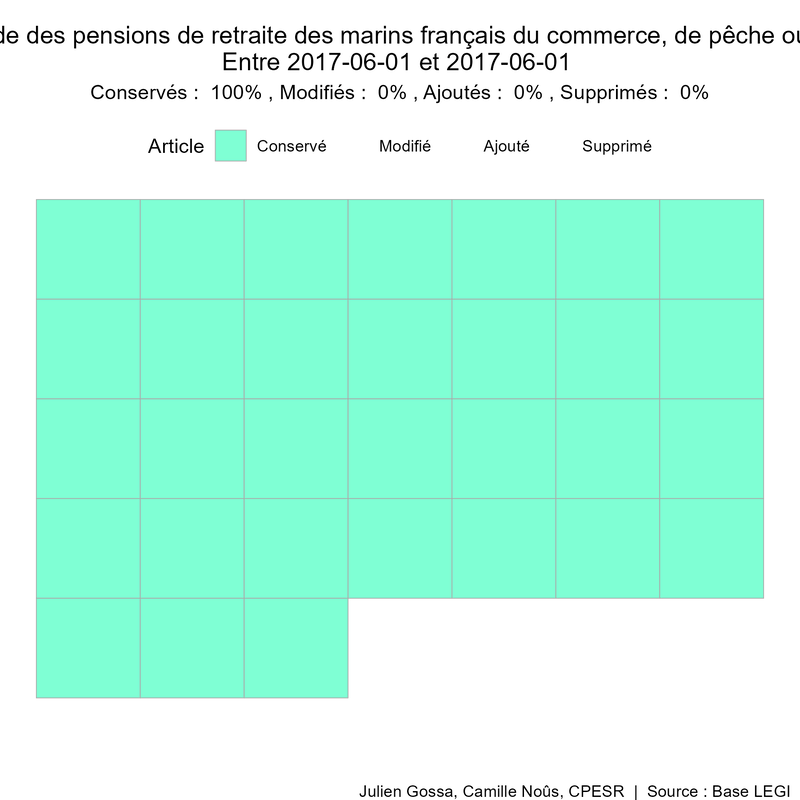 de des pensions de retraite des marins français du commerce, de pêche ou
Entre 2017-06-01 et 2017-06-01
Conservés : 100% , Modifiés : 0% , Ajoutés : 0% , Supprimés : 0%
Article Conservé Modifié Ajouté Supprimé
Julien Gossa, Camille Noûs, CPESR | Source : Base LEGI